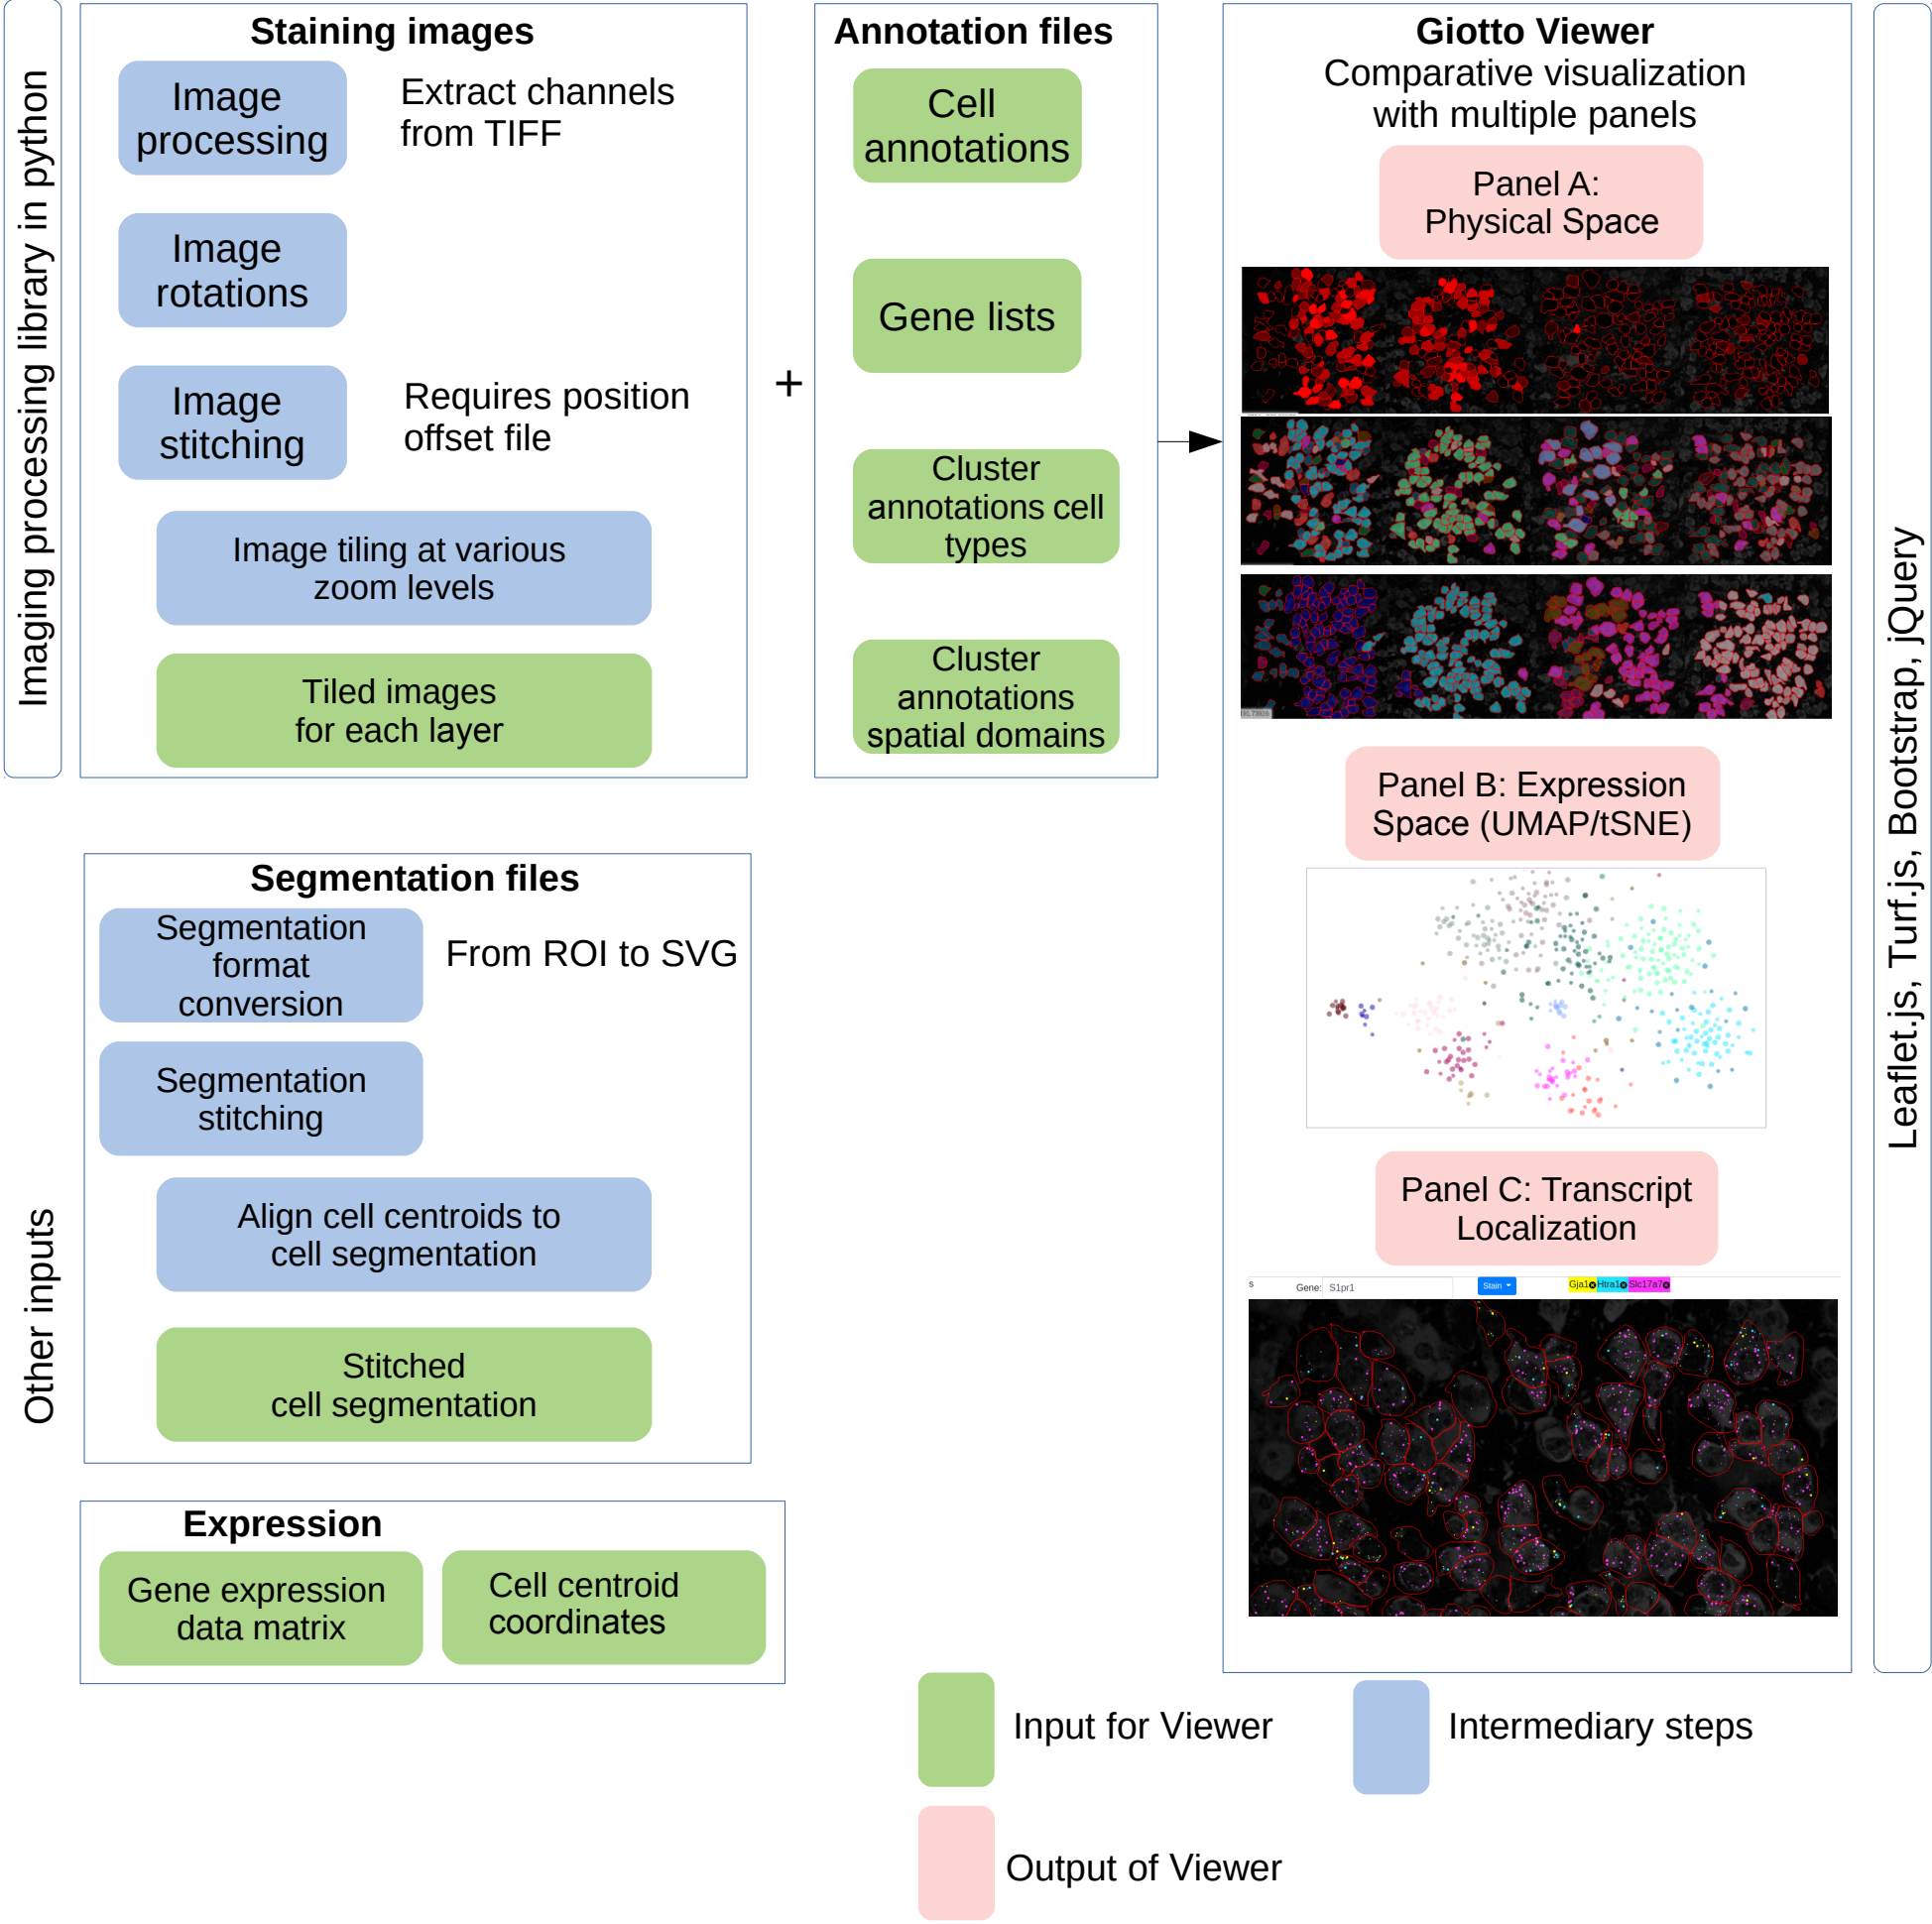 Imaging processing library in python
Staining images
Image
processing
Extract channels
from TIFF
Image
rotations
Image
stitching
Requires position
offset file
Image tiling at various
zoom levels
Tiled images
for each layer
+
Annotation files
Cell
annotations
Gene lists
Cluster
annotations cell
types
Cluster
annotations
spatial domains
Other inputs
Segmentation files
Segmentation
format
conversion
From ROI to SVG
Segmentation
stitching
Align cell centroids to
cell segmentation
Stitched
cell segmentation
Expression
Gene expression
data matrix
Cell centroid
coordinates
Giotto Viewer
Comparative visualization
with multiple panels
Panel A:
Physical Space
Panel B: Expression
Space (UMAP/tSNE)
Panel C: Transcript
Localization
s Gene: S1pr1 Stain Gja1 Htra1 Slc17a7
Leaflet.js, Turf.js, Bootstrap, jQuery
Input for Viewer
Intermediary steps
Output of Viewer